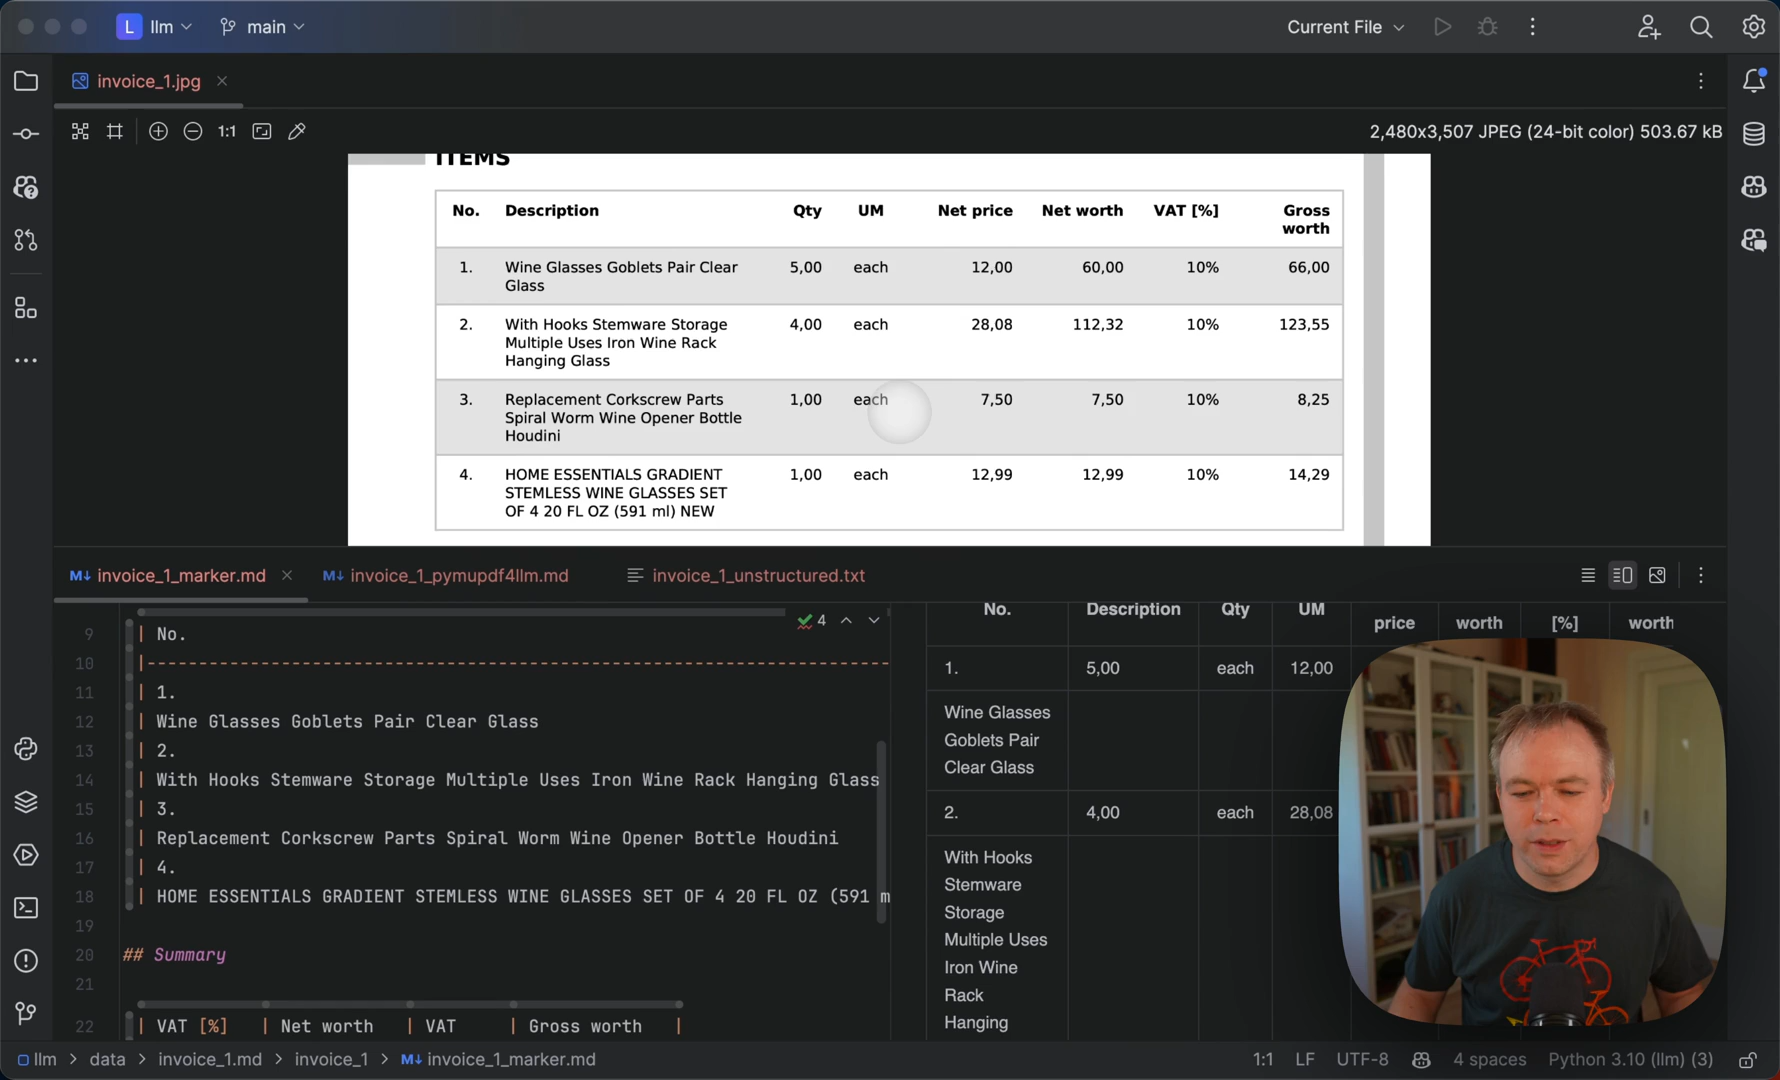 L llm main Current File
invoice_1.jpg
1:1 2,480x3,507 JPEG (24-bit color) 503.67 kB
ITEMS
No. Description Qty UM Net price Net worth VAT [%] Gross
worth
1. Wine Glasses Goblets Pair Clear 5,00 each 12,00 60,00 10% 66,00
Glass
2. With Hooks Stemware Storage 4,00 each 28,08 112,32 10% 123,55
Multiple Uses Iron Wine Rack
Hanging Glass
3. Replacement Corkscrew Parts 1,00 each 7,50 7,50 10% 8,25
Spiral Worm Wine Opener Bottle
Houdini
4. HOME ESSENTIALS GRADIENT 1,00 each 12,99 12,99 10% 14,29
STEMLESS WINE GLASSES SET
OF 4 20 FL OZ (591 ml) NEW
M↓ invoice_1_marker.md M↓ invoice_1_pymupdf4llm.md invoice_1_unstructured.txt
4
9 | No.
10 |------------------------------------------------------------------------
11 | 1.
12 | Wine Glasses Goblets Pair Clear Glass
13 | 2.
14 | With Hooks Stemware Storage Multiple Uses Iron Wine Rack Hanging Glass
15 | 3.
16 | Replacement Corkscrew Parts Spiral Worm Wine Opener Bottle Houdini
17 | 4.
18 | HOME ESSENTIALS GRADIENT STEMLESS WINE GLASSES SET OF 4 20 FL OZ (591 m
19
20 ## Summary
21
22 | VAT [%] | Net worth | VAT | Gross worth |
No. Description Qty UM
price worth [%] worth
1. 5,00 each 12,00
Wine Glasses
Goblets Pair
Clear Glass
2. 4,00 each 28,08
With Hooks
Stemware
Storage
Multiple Uses
Iron Wine
Rack
Hanging
llm > data > invoice_1.md > invoice_1 > M↓ invoice_1_marker.md 1:1 LF UTF-8 4 spaces Python 3.10 (llm) (3)